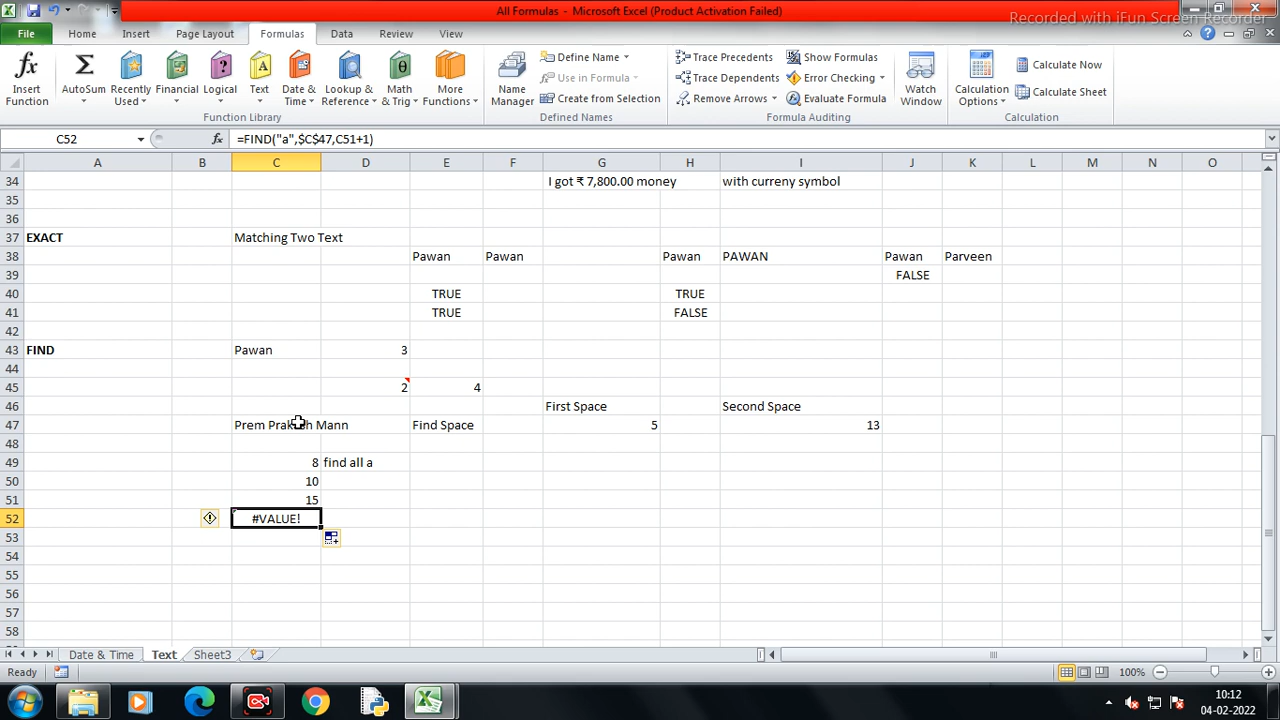 All Formulas - Microsoft Excel (Product Activation Failed)
Recorded with iFun Screen Recorder
File Home Insert Page Layout Formulas Data Review View
Insert Function
AutoSum
Recently Used
Financial
Logical
Text
Date & Time
Lookup & Reference
Math & Trig
More Functions
Function Library
Name Manager
Define Name
Use in Formula
Create from Selection
Defined Names
Trace Precedents
Trace Dependents
Remove Arrows
Show Formulas
Error Checking
Evaluate Formula
Formula Auditing
Watch Window
Calculation Options
Calculate Now
Calculate Sheet
Calculation
C52 fx =FIND("a",$C$47,C51+1)
A B C D E F G H I J K L M N O
34 I got ₹ 7,800.00 money with curreny symbol
35
36
37 EXACT Matching Two Text
38 Pawan Pawan Pawan PAWAN Pawan Parveen
39 FALSE
40 TRUE TRUE
41 TRUE FALSE
42
43 FIND Pawan 3
44
45 2 4
46 First Space Second Space
47 Prem Prakash Mann Find Space 5 13
48
49 8 find all a
50 10
51 15
52 #VALUE!
53
54
55
56
57
58
Date & Time Text Sheet3
Ready 100%
10:12
04-02-2022